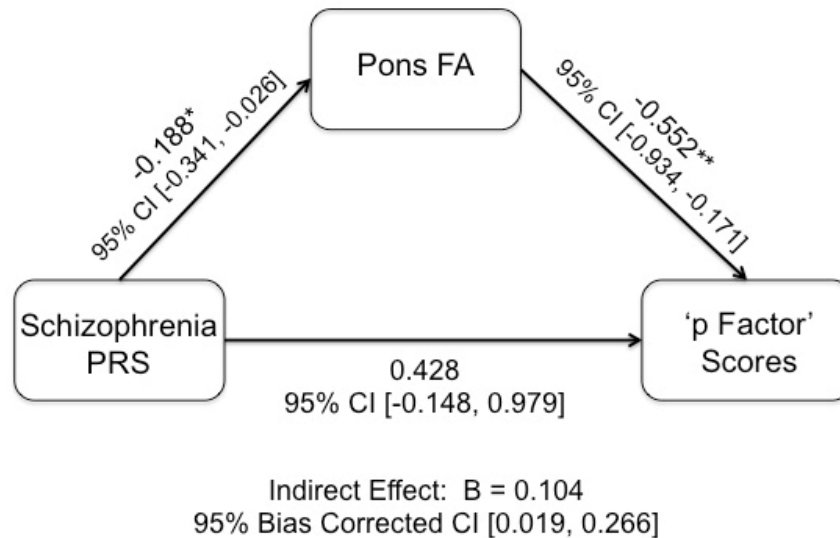 Pons FA
-0.188*
95% CI [-0.341, -0.026]
-0.552**
95% CI [-0.934, -0.171]
Schizophrenia
PRS
'p Factor'
Scores
0.428
95% CI [-0.148, 0.979]
Indirect Effect:  B = 0.104
95% Bias Corrected CI [0.019, 0.266]